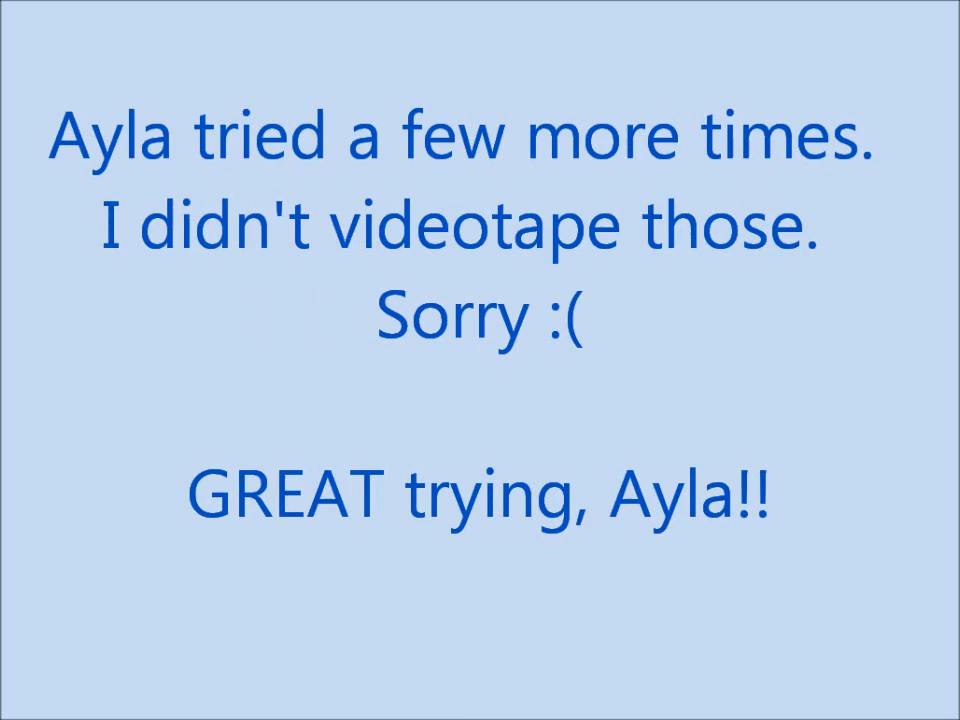 Ayla tried a few more times.
I didn't videotape those.
Sorry :(
GREAT trying, Ayla!!